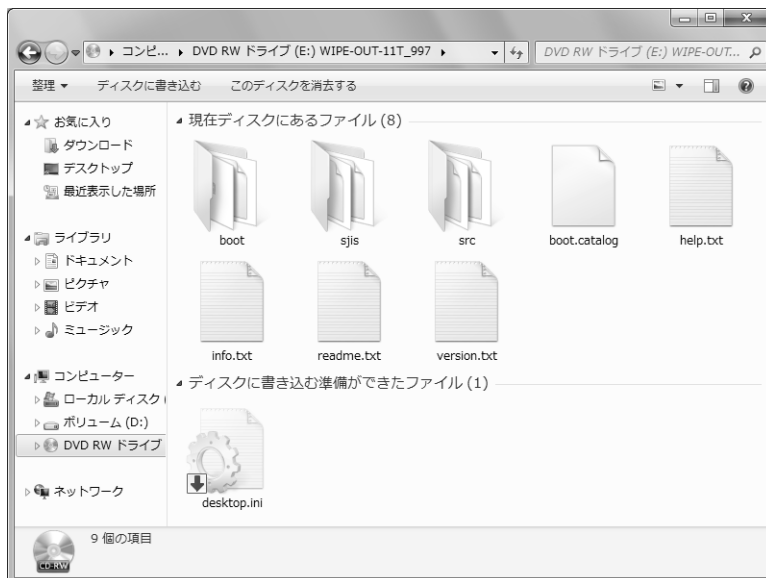 コンピ... DVD RW ドライブ (E:) WIPE-OUT-11T_997
DVD RW ドライブ (E:) WIPE-OUT...
整理 ディスクに書き込む このディスクを消去する
お気に入り
ダウンロード
デスクトップ
最近表示した場所
ライブラリ
ドキュメント
ピクチャ
ビデオ
ミュージック
コンピューター
ローカル ディスク (
ボリューム (D:)
DVD RW ドライブ
ネットワーク
現在ディスクにあるファイル (8)
boot sjis src boot.catalog help.txt
info.txt readme.txt version.txt
ディスクに書き込む準備ができたファイル (1)
desktop.ini
9 個の項目
CD-RW